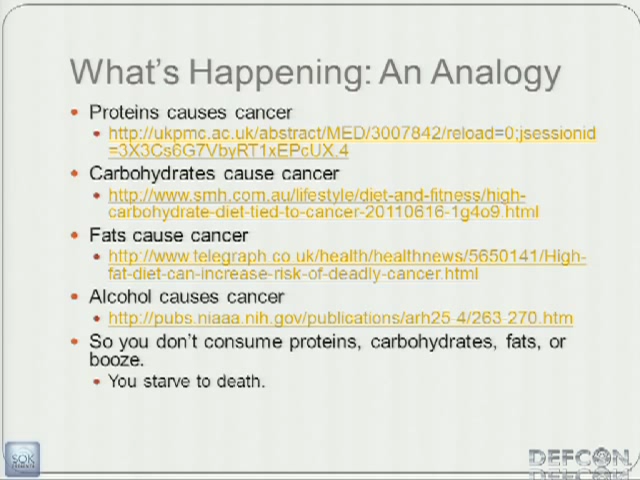 What's Happening: An Analogy
Proteins causes cancer
http://ukpmc.ac.uk/abstract/MED/3007842/reload=0;jsessionid
=3X3Cs6G7VbyRT1xEPcUX.4
Carbohydrates cause cancer
http://www.smh.com.au/lifestyle/diet-and-fitness/high-
carbohydrate-diet-tied-to-cancer-20110616-1g4o9.html
Fats cause cancer
http://www.telegraph.co.uk/health/healthnews/5650141/High-
fat-diet-can-increase-risk-of-deadly-cancer.html
Alcohol causes cancer
http://pubs.niaaa.nih.gov/publications/arh25-4/263-270.htm
So you don't consume proteins, carbohydrates, fats, or
booze.
You starve to death.
SOK
DEFCON